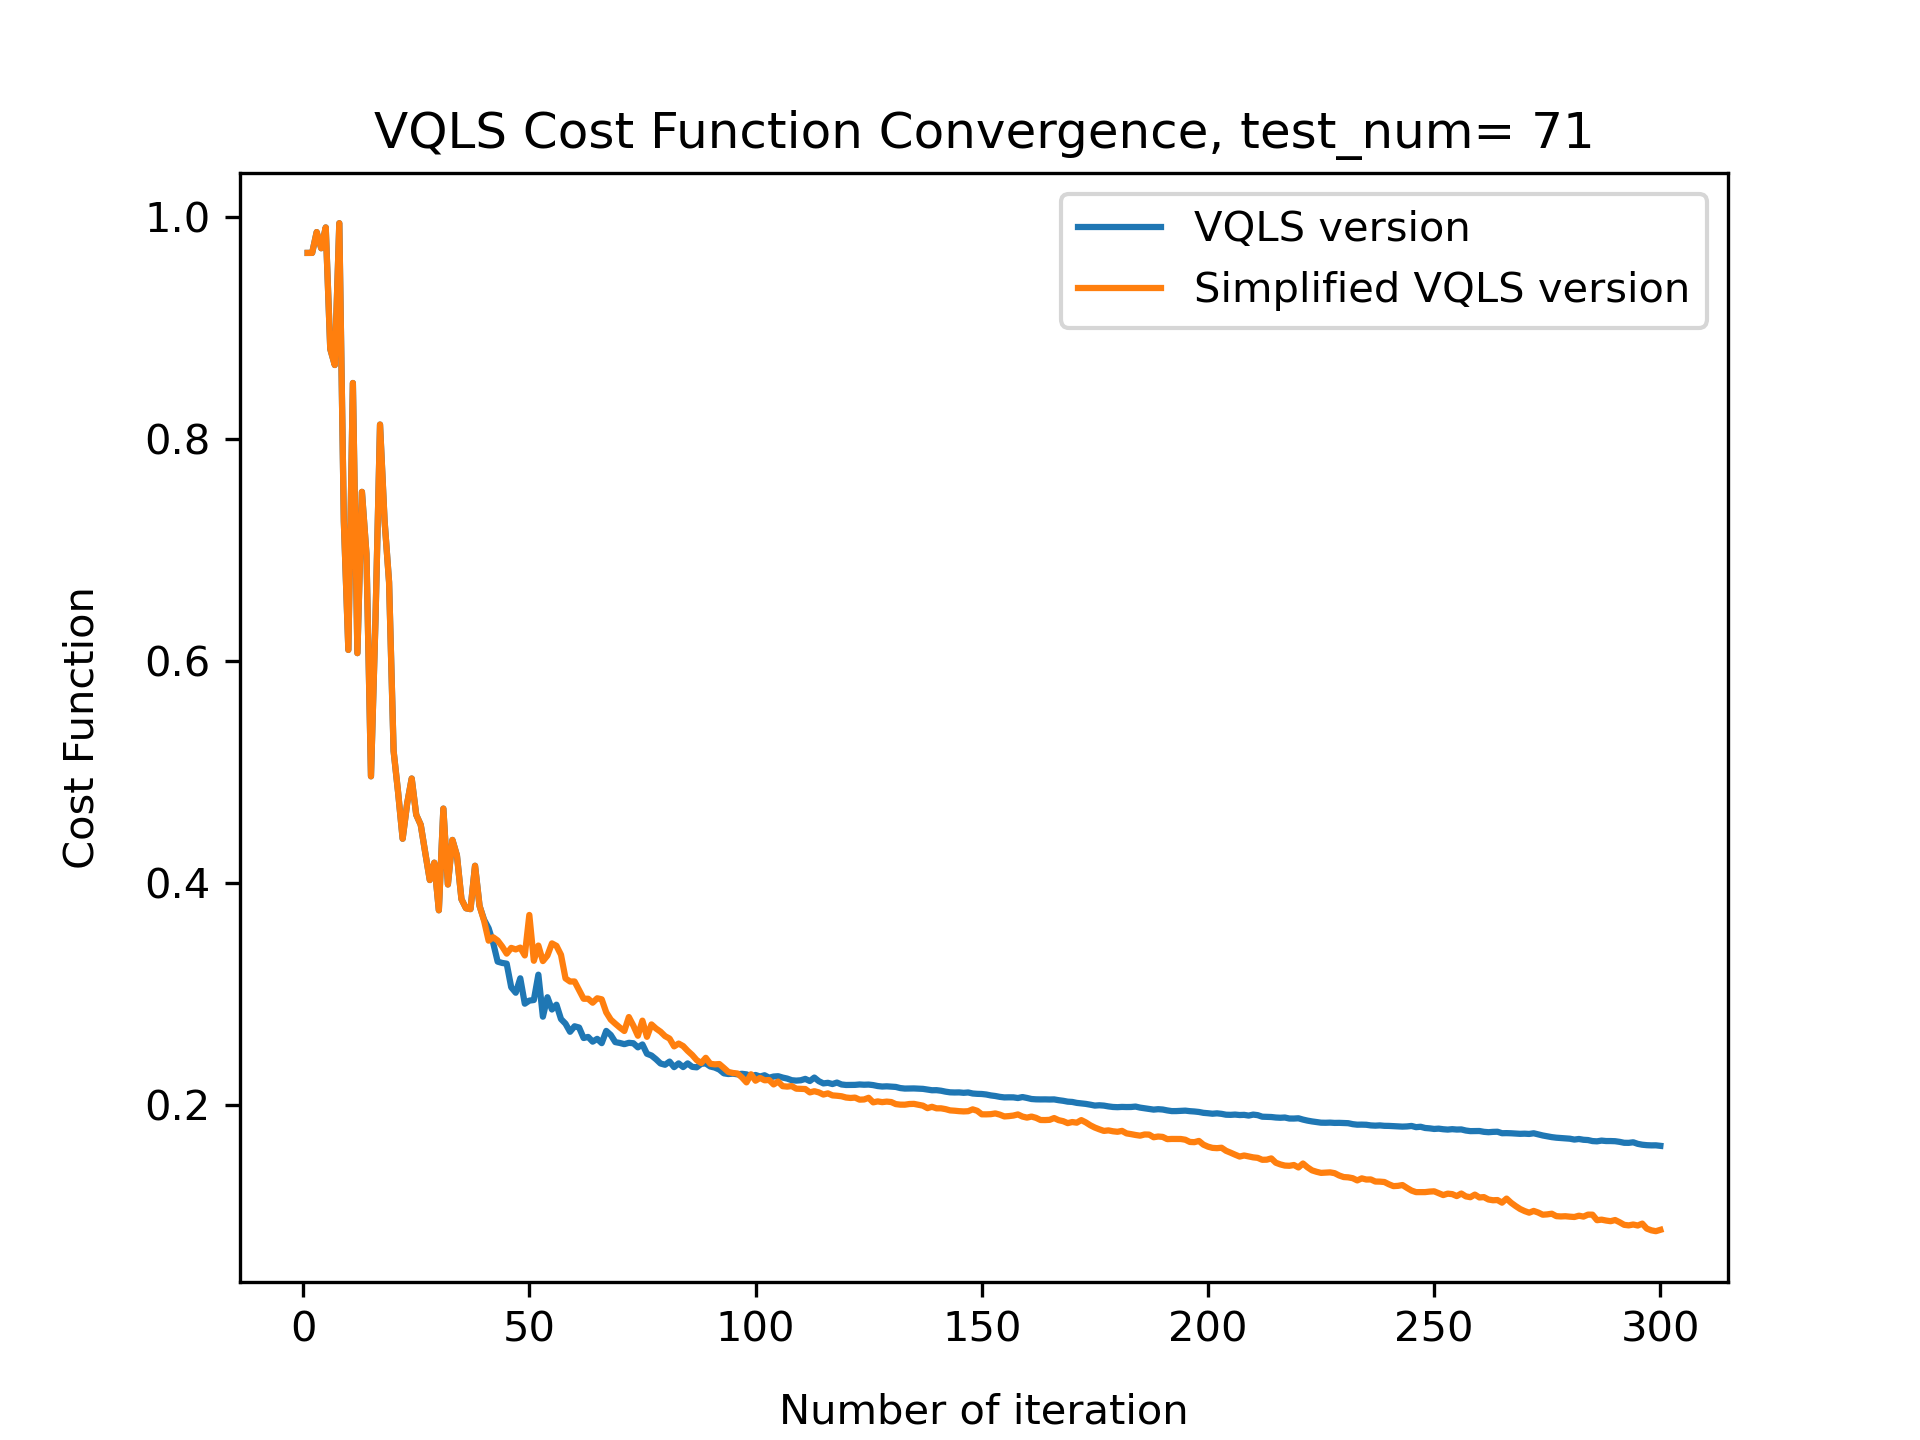 VQLS Cost Function Convergence, test_num= 71
VQLS version
Simplified VQLS version
1.0
0.8
0.6
0.4
0.2
Cost Function
0 50 100 150 200 250 300
Number of iteration